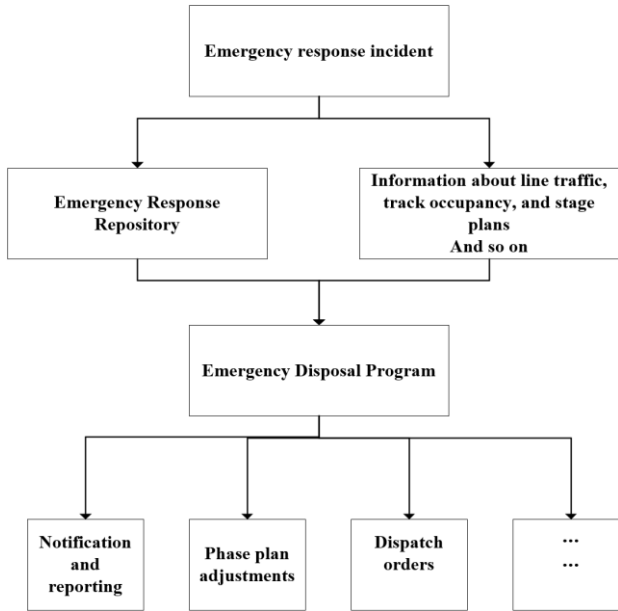 Emergency response incident
Emergency Response
Repository
Information about line traffic,
track occupancy, and stage
plans
And so on
Emergency Disposal Program
Notification
and
reporting
Phase plan
adjustments
Dispatch
orders
...
...